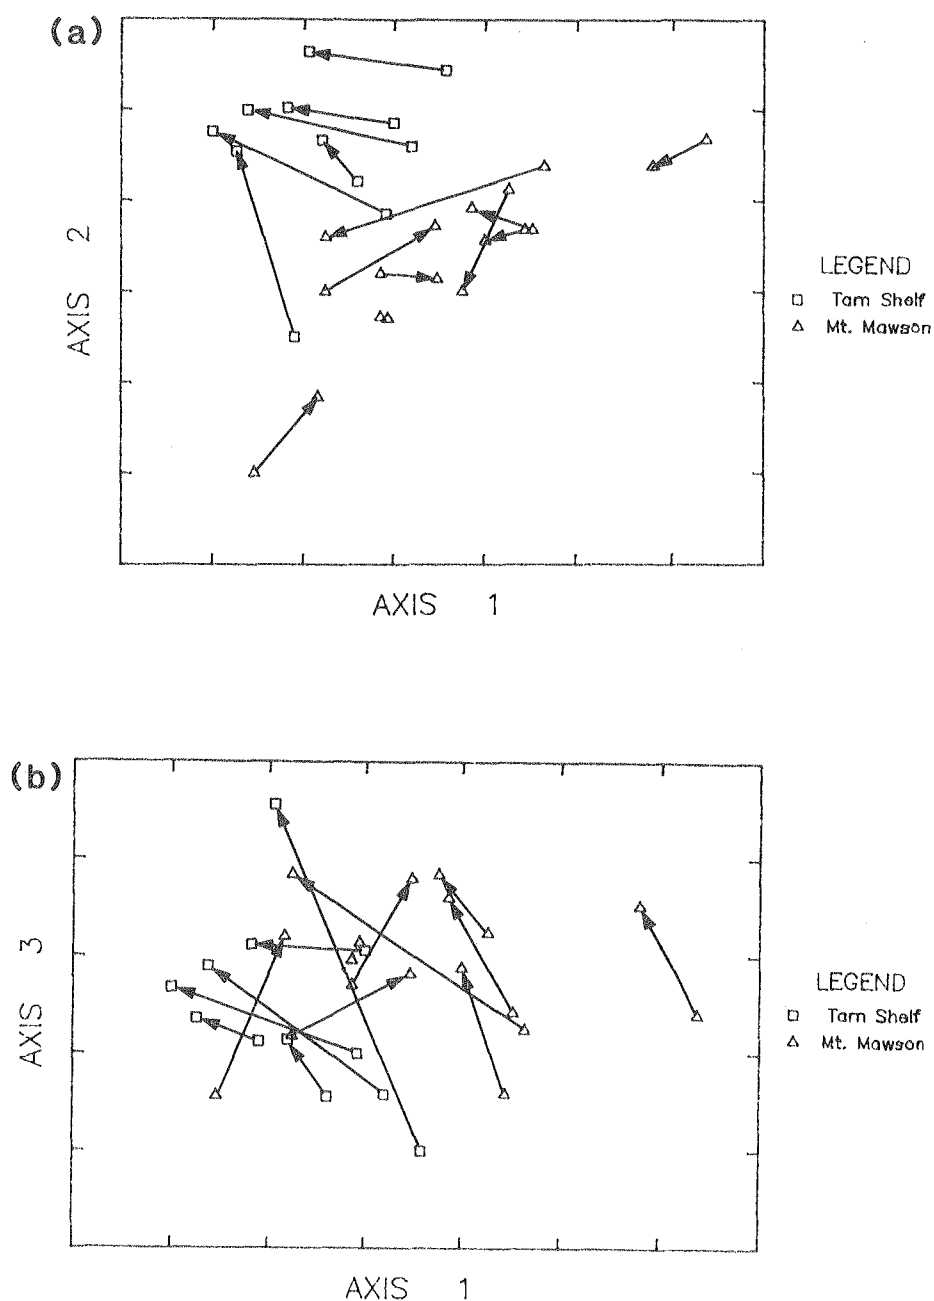 (a)
AXIS 2
LEGEND
Tarn Shelf
Mt. Mawson
AXIS 1
(b)
AXIS 3
LEGEND
Tarn Shelf
Mt. Mawson
AXIS 1